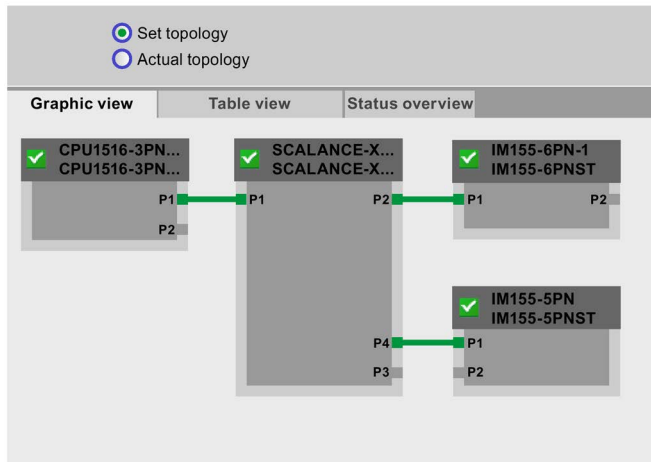 Set topology
Actual topology
Graphic view
Table view
Status overview
CPU1516-3PN...
CPU1516-3PN...
P1
P2
SCALANCE-X...
SCALANCE-X...
P1
P2
P4
P3
IM155-6PN-1
IM155-6PNST
P1
P2
IM155-5PN
IM155-5PNST
P1
P2